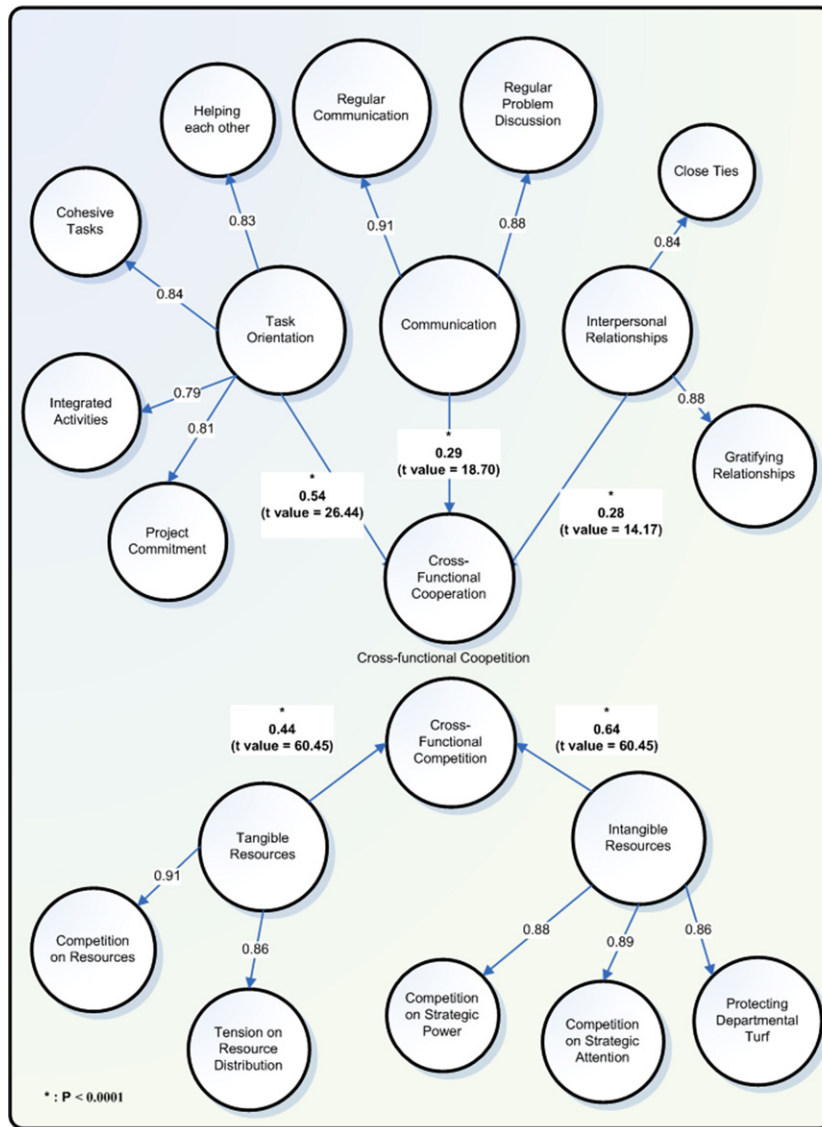 Helping
each other
Regular
Communication
Regular
Problem
Discussion
Close Ties
Cohesive
Tasks
0.83
0.91
0.88
0.84
0.84
Task
Orientation
Communication
Interpersonal
Relationships
Integrated
Activities
0.79
0.81
0.88
Gratifying
Relationships
*
0.54
(t value = 26.44)
*
0.29
(t value = 18.70)
*
0.28
(t value = 14.17)
Project
Commitment
Cross-
Functional
Cooperation
Cross-functional Coopetition
*
0.44
(t value = 60.45)
Cross-
Functional
Competition
*
0.64
(t value = 60.45)
Tangible
Resources
Intangible
Resources
0.91
0.86
0.88
0.89
0.86
Competition
on Resources
Tension on
Resource
Distribution
Competition
on Strategic
Power
Competition
on Strategic
Attention
Protecting
Departmental
Turf
* : P < 0.0001